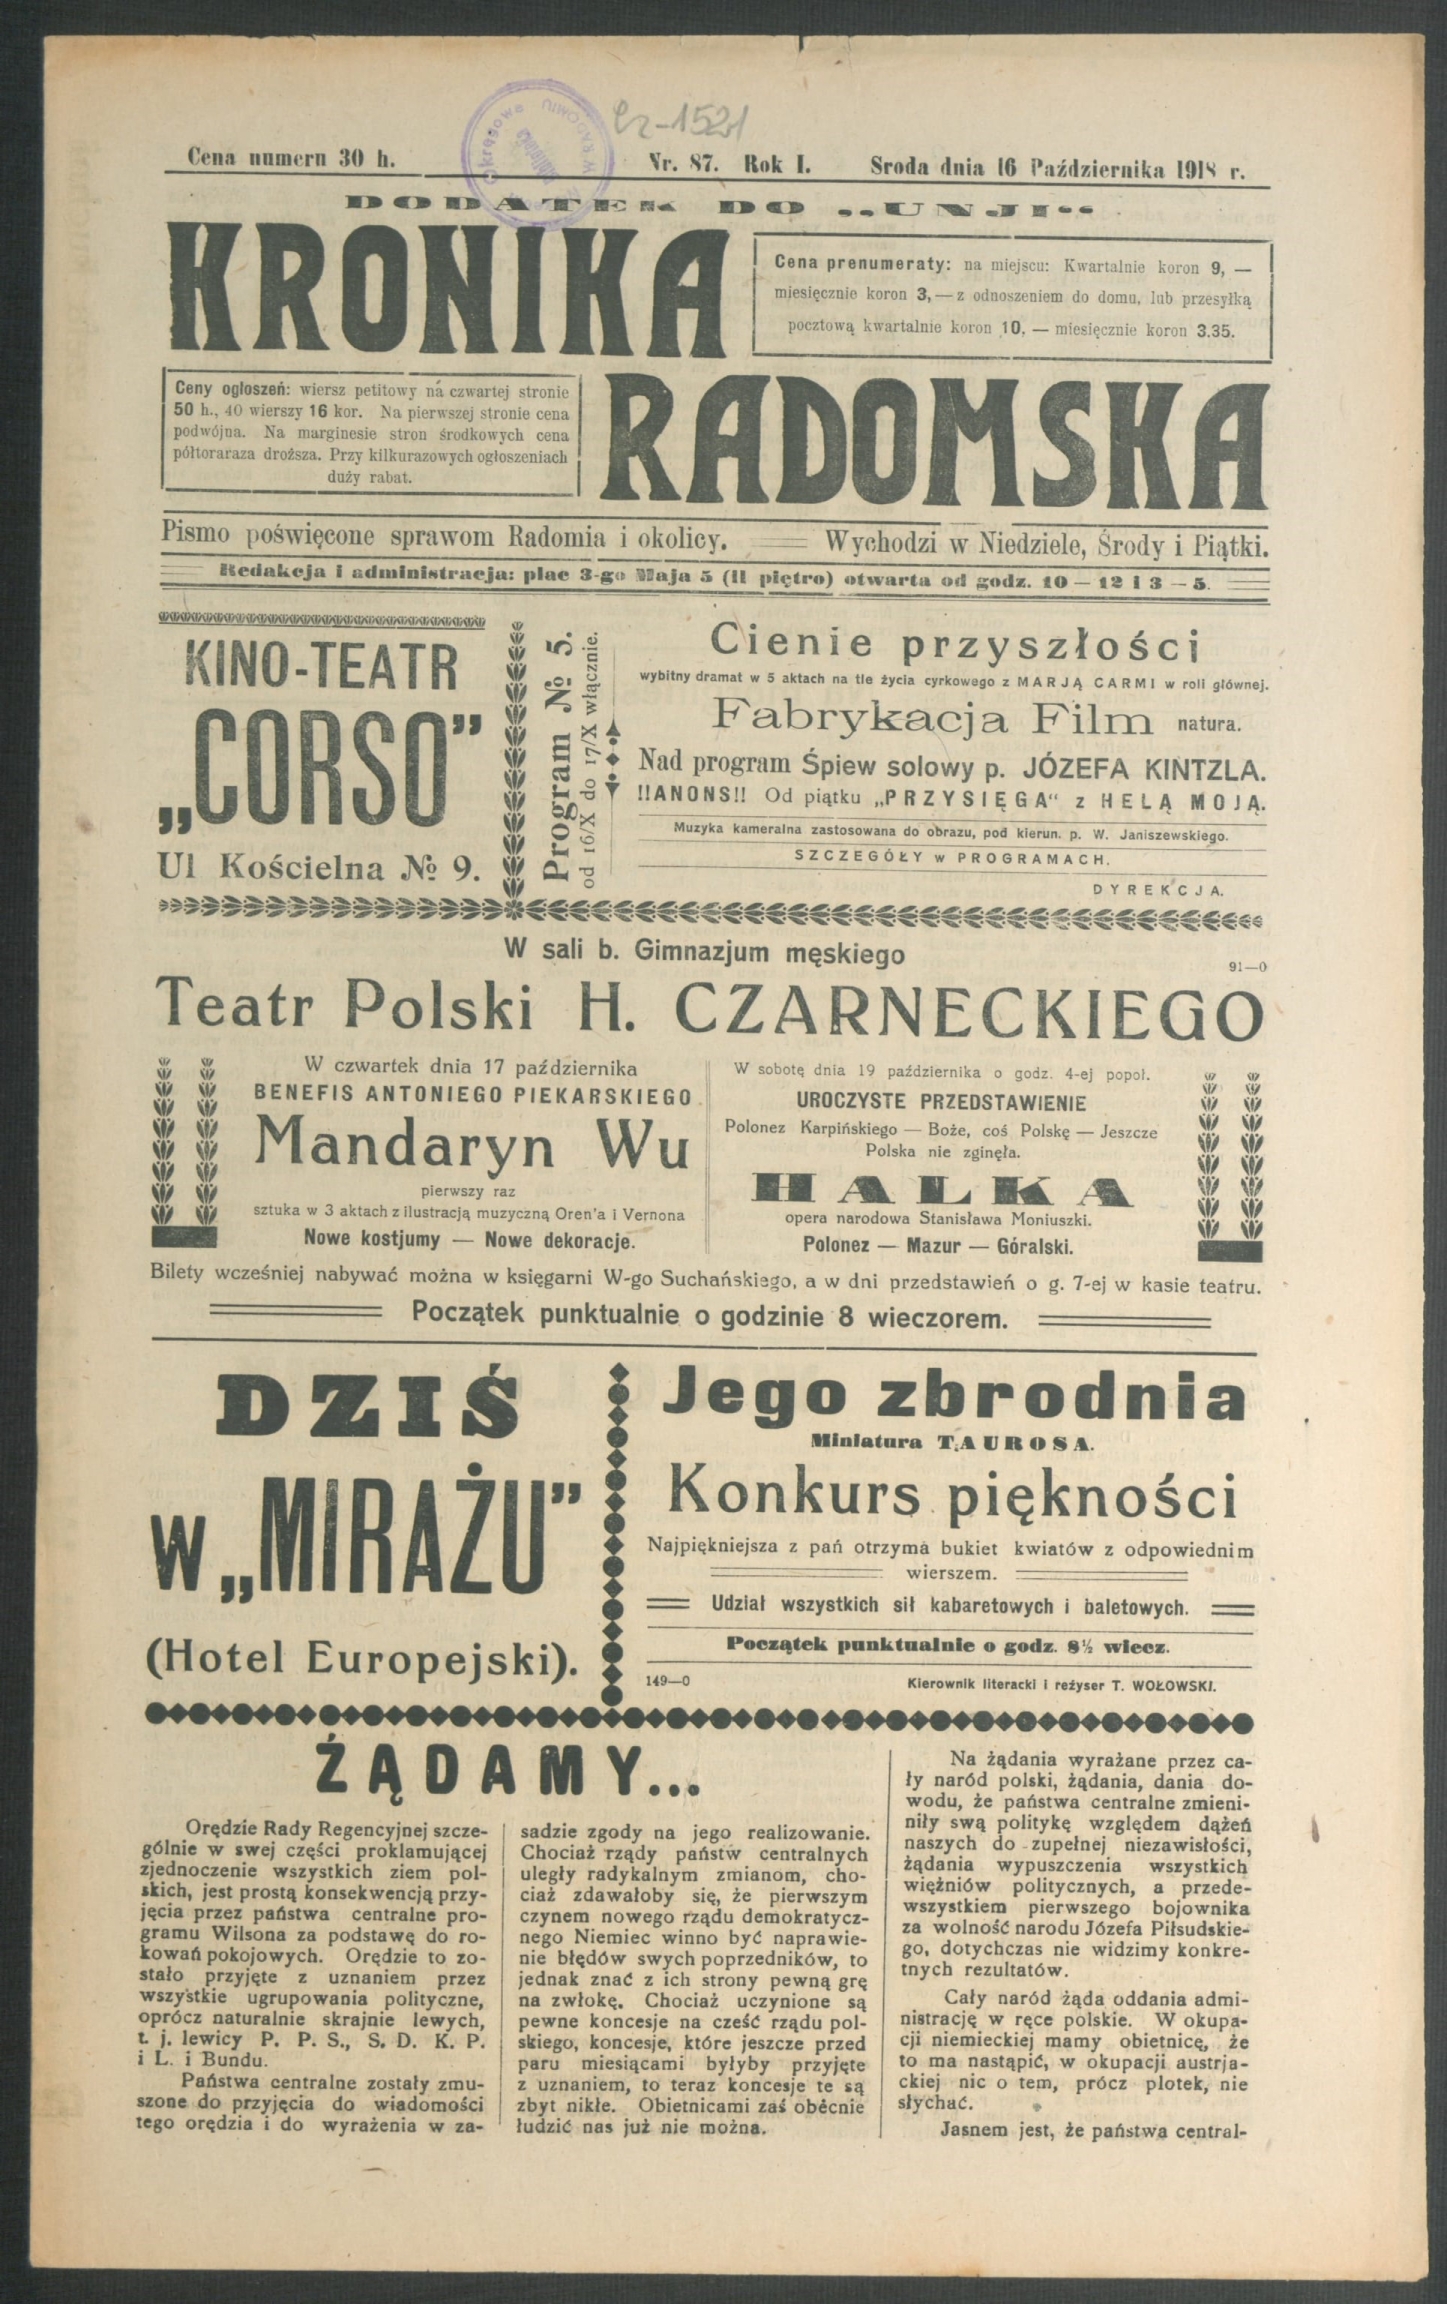 Cz-1521
Cena numeru 30 h.
Nr. 87. Rok I.
Sroda dnia 16 Października 1918 r.
DODATEK DO „UNJI“
KRONIKA
Cena prenumeraty: na miejscu: Kwartalnie koron 9, —
miesięcznie koron 3,— z odnoszeniem do domu, lub przesyłką
pocztową kwartalnie koron 10, — miesięcznie koron 3.35.
Ceny ogłoszeń: wiersz petitowy na czwartej stronie
50 h., 40 wierszy 16 kor. Na pierwszej stronie cena
podwójna. Na marginesie stron środkowych cena
półtoraraza droższa. Przy kilkurazowych ogłoszeniach
duży rabat.
RADOMSKA
Pismo poświęcone sprawom Radomia i okolicy. Wychodzi w Niedziele, Środy i Piątki.
Redakcja i administracja: plac 3-go Maja 5 (II piętro) otwarta od godz. 10 — 12 i 3 — 5.
KINO-TEATR
„CORSO”
Ul Kościelna № 9.
Program № 5.
od 16/X do 17/X włącznie.
Cienie przyszłości
wybitny dramat w 5 aktach na tle życia cyrkowego z MARJĄ CARMI w roli głównej.
Fabrykacja Film natura.
Nad program Śpiew solowy p. JÓZEFA KINTZLA.
!!ANONS!! Od piątku „PRZYSIĘGA“ z HELĄ MOJĄ.
Muzyka kameralna zastosowana do obrazu, pod kierun. p. W. Janiszewskiego.
SZCZEGÓŁY w PROGRAMACH.
DYREKCJA.
W sali b. Gimnazjum męskiego
91—0
Teatr Polski H. CZARNECKIEGO
W czwartek dnia 17 października
BENEFIS ANTONIEGO PIEKARSKIEGO
Mandaryn Wu
pierwszy raz
sztuka w 3 aktach z ilustracją muzyczną Oren'a i Vernona
Nowe kostjumy — Nowe dekoracje.
W sobotę dnia 19 października o godz. 4-ej popoł.
UROCZYSTE PRZEDSTAWIENIE
Polonez Karpińskiego — Boże, coś Polskę — Jeszcze
Polska nie zginęła.
HALKA
opera narodowa Stanisława Moniuszki.
Polonez — Mazur — Góralski.
Bilety wcześniej nabywać można w księgarni W-go Suchańskiego, a w dni przedstawień o g. 7-ej w kasie teatru.
Początek punktualnie o godzinie 8 wieczorem.
DZIŚ
w „MIRAŻU”
(Hotel Europejski).
Jego zbrodnia
Miniatura TAUROSA.
Konkurs piękności
Najpiękniejsza z pań otrzyma bukiet kwiatów z odpowiednim
wierszem.
Udział wszystkich sił kabaretowych i baletowych.
Początek punktualnie o godz. 8½ wiecz.
149—0
Kierownik literacki i reżyser T. WOŁOWSKI.
ŻĄDAMY...
Orędzie Rady Regencyjnej szcze-
gólnie w swej części proklamującej
zjednoczenie wszystkich ziem pol-
skich, jest prostą konsekwencją przy-
jęcia przez państwa centralne pro-
gramu Wilsona za podstawę do ro-
kowań pokojowych. Orędzie to zo-
stało przyjęte z uznaniem przez
wszystkie ugrupowania polityczne,
oprócz naturalnie skrajnie lewych,
t. j. lewicy P. P. S., S. D. K. P.
i L. i Bundu.
Państwa centralne zostały zmu-
szone do przyjęcia do wiadomości
tego orędzia i do wyrażenia w za-
sadzie zgody na jego realizowanie.
Chociaż rządy państw centralnych
uległy radykalnym zmianom, cho-
ciaż zdawałoby się, że pierwszym
czynem nowego rządu demokratycz-
nego Niemiec winno być naprawie-
nie błędów swych poprzedników, to
jednak znać z ich strony pewną grę
na zwłokę. Chociaż uczynione są
pewne koncesje na cześć rządu pol-
skiego, koncesje, które jeszcze przed
paru miesiącami byłyby przyjęte
z uznaniem, to teraz koncesje te są
zbyt nikłe. Obietnicami zaś obecnie
łudzić nas już nie można.
Na żądania wyrażane przez ca-
ły naród polski, żądania, dania do-
wodu, że państwa centralne zmieni-
niły swą politykę względem dążeń
naszych do zupełnej niezawisłości,
żądania wypuszczenia wszystkich
więżniów politycznych, a przede-
wszystkiem pierwszego bojownika
za wolność narodu Józefa Piłsudskie-
go, dotychczas nie widzimy konkre-
tnych rezultatów.
Cały naród żąda oddania admi-
nistrację w ręce polskie. W okupa-
cji niemieckiej mamy obietnicę, że
to ma nastąpić, w okupacji austrja-
ckiej nic o tem, prócz plotek, nie
słychać.
Jasnem jest, że państwa central-